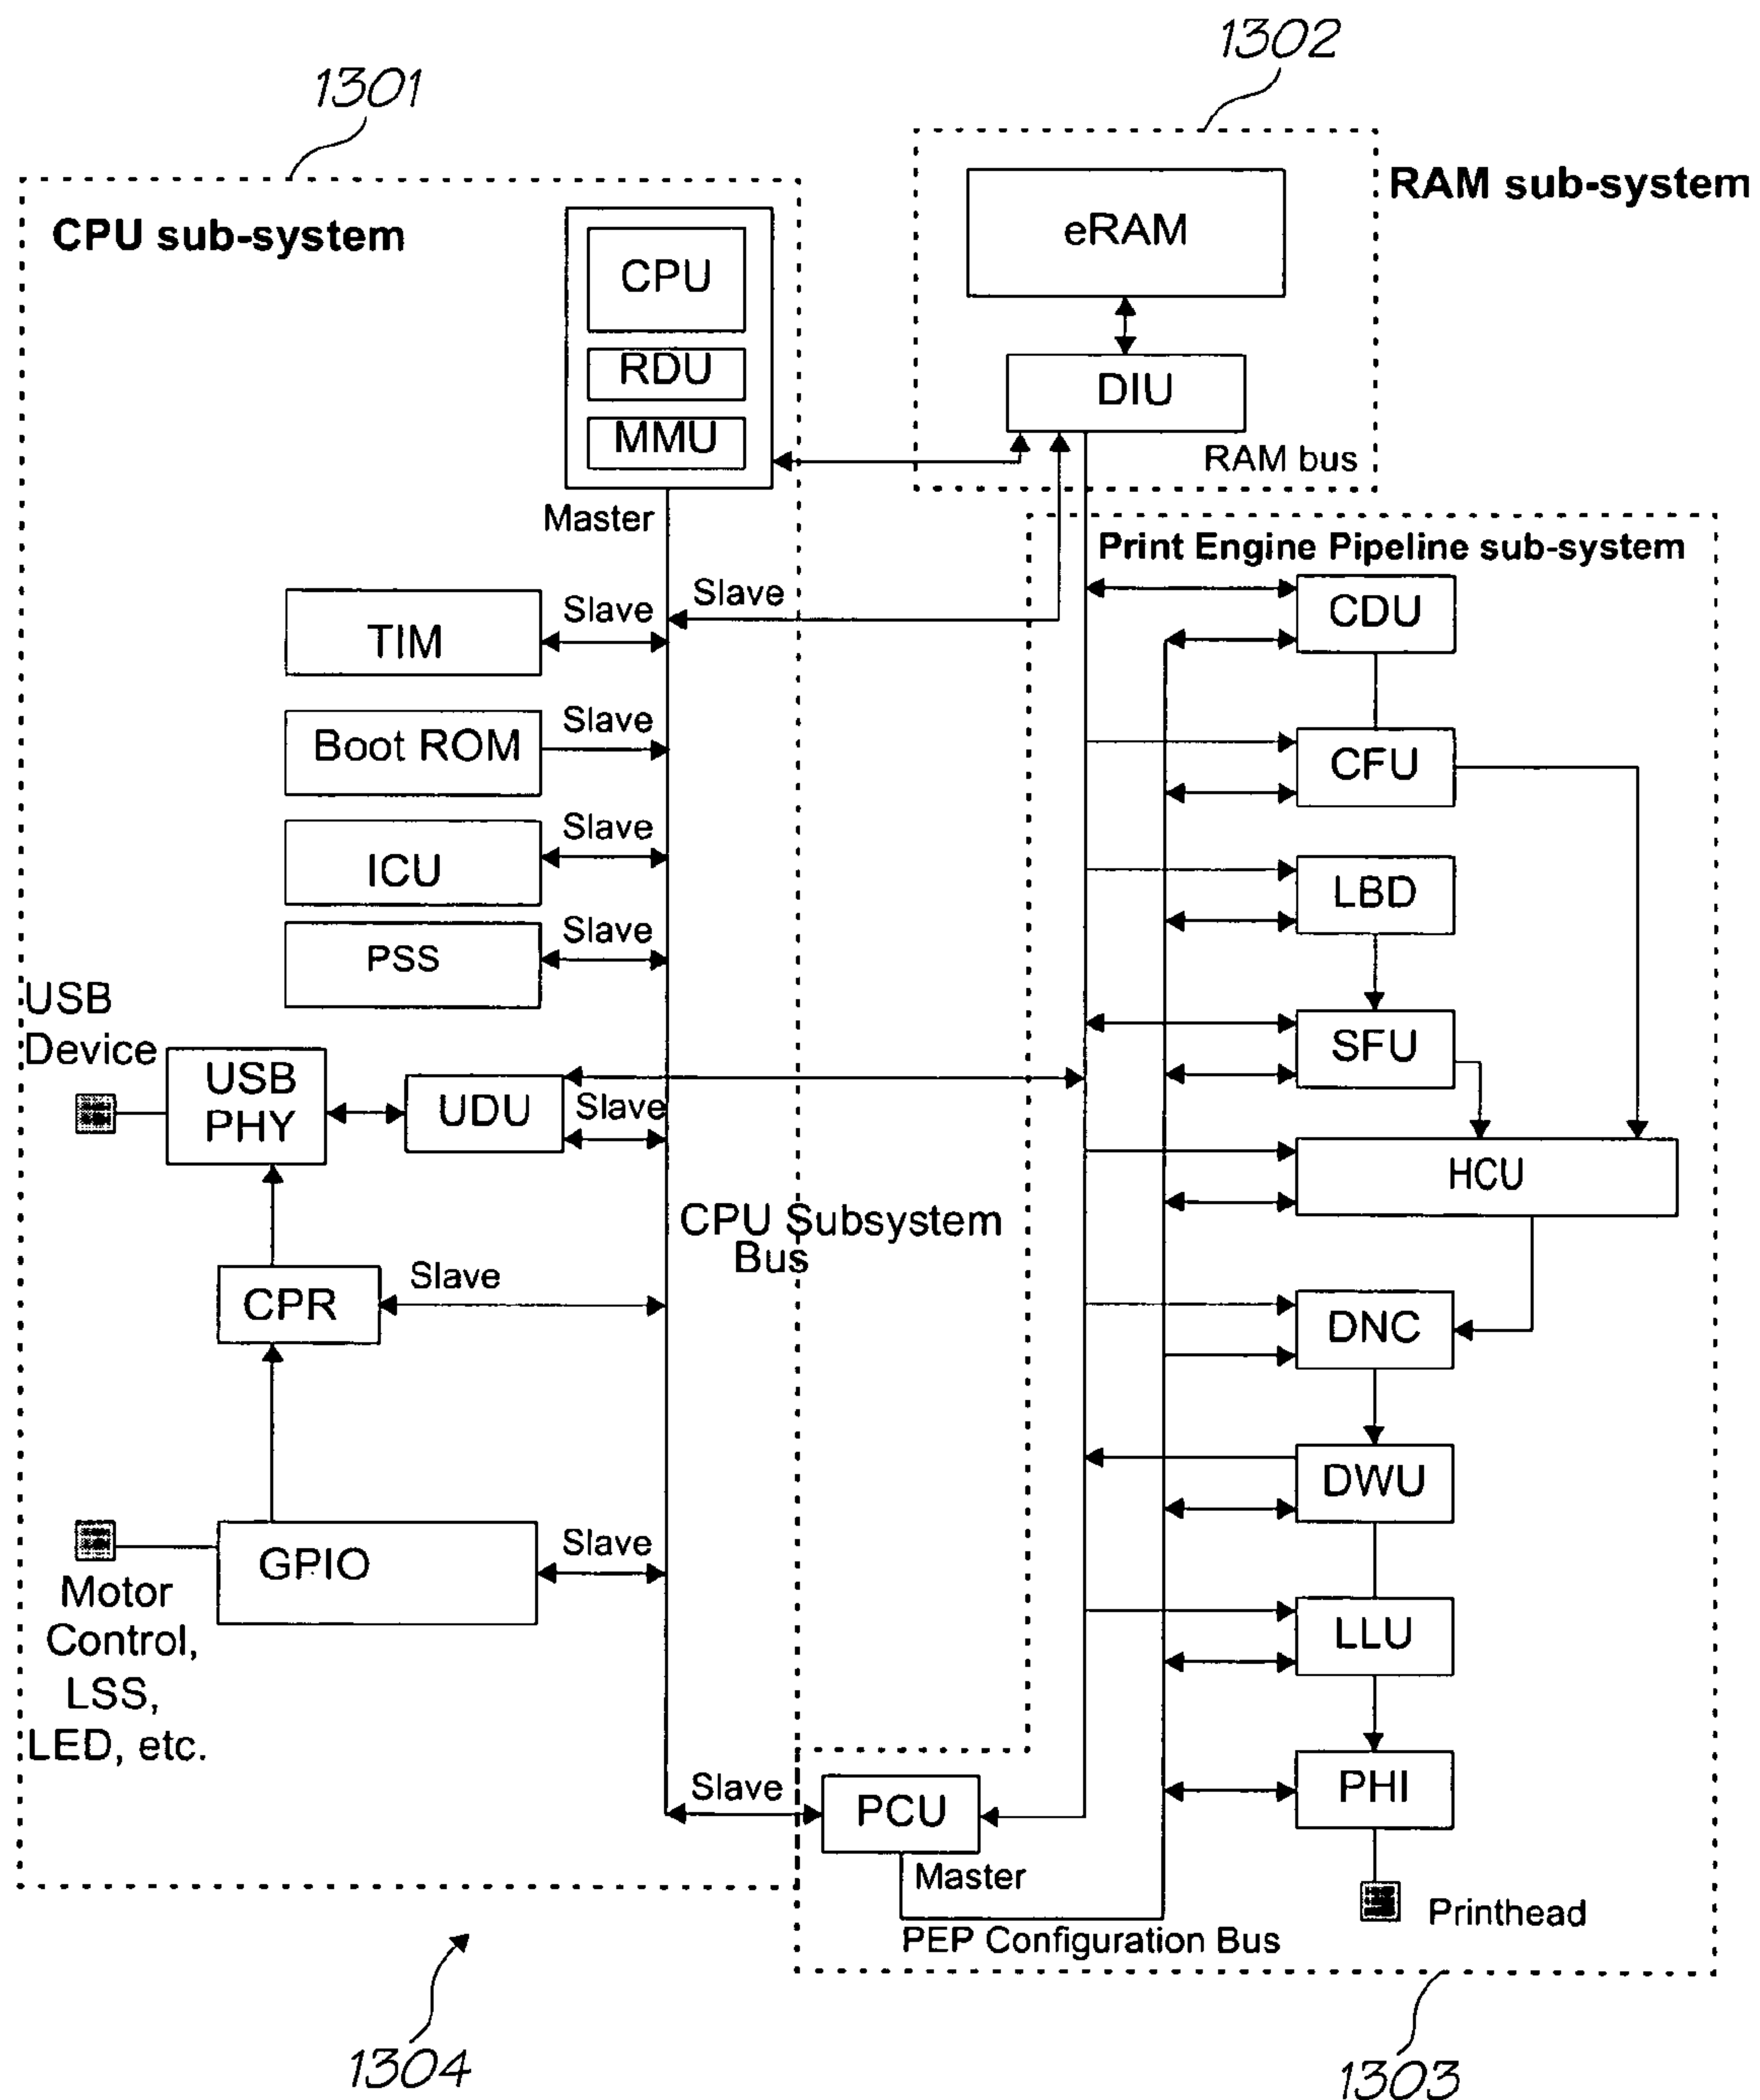 1302
1301
RAM sub-system
eRAM
CPU sub-system
CPU
RDU
DIU
MMU
RAM bus
Master
Print Engine Pipeline sub-system
Slave
Slave
CDU
TIM
Slave
Boot ROM
CFU
Slave
ICU
LBD
Slave
PSS
USB
Device
SFU
USB
PHY
UDU
Slave
HCU
CPU Subsystem
Bus
Slave
CPR
DNC
DWU
Slave
GPIO
Motor
Control,
LSS,
LED, etc.
LLU
Slave
PCU
PHI
Master
Printhead
PEP Configuration Bus
1304
1303